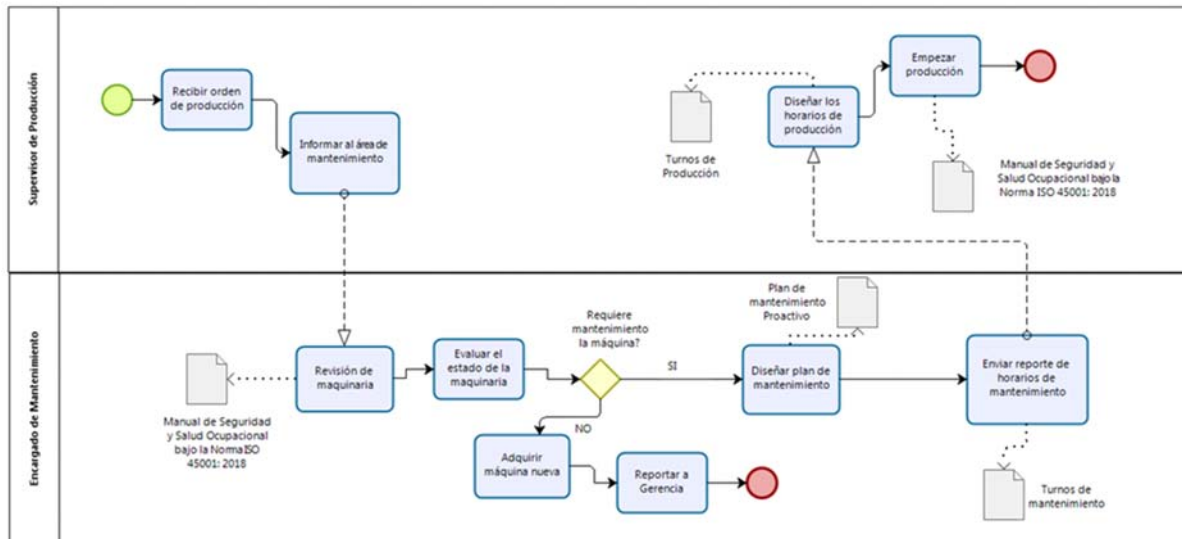 Supervisor de Producción
Recibir orden
de producción
Informar al área de
mantenimiento
Turnos de
Producción
Diseñar los
horarios de
producción
Empezar
producción
Manual de Seguridad y
Salud Ocupacional bajo la
Norma ISO 45001: 2018
Encargado de Mantenimiento
Manual de Seguridad
y Salud Ocupacional
bajo la Norma ISO
45001: 2018
Revisión de
maquinaria
Evaluar el
estado de la
maquinaria
Requiere
mantenimiento
la máquina?
SI
NO
Adquirir
máquina nueva
Reportar a
Gerencia
Plan de
mantenimiento
Proactivo
Diseñar plan de
mantenimiento
Enviar reporte de
horarios de
mantenimiento
Turnos de
mantenimiento